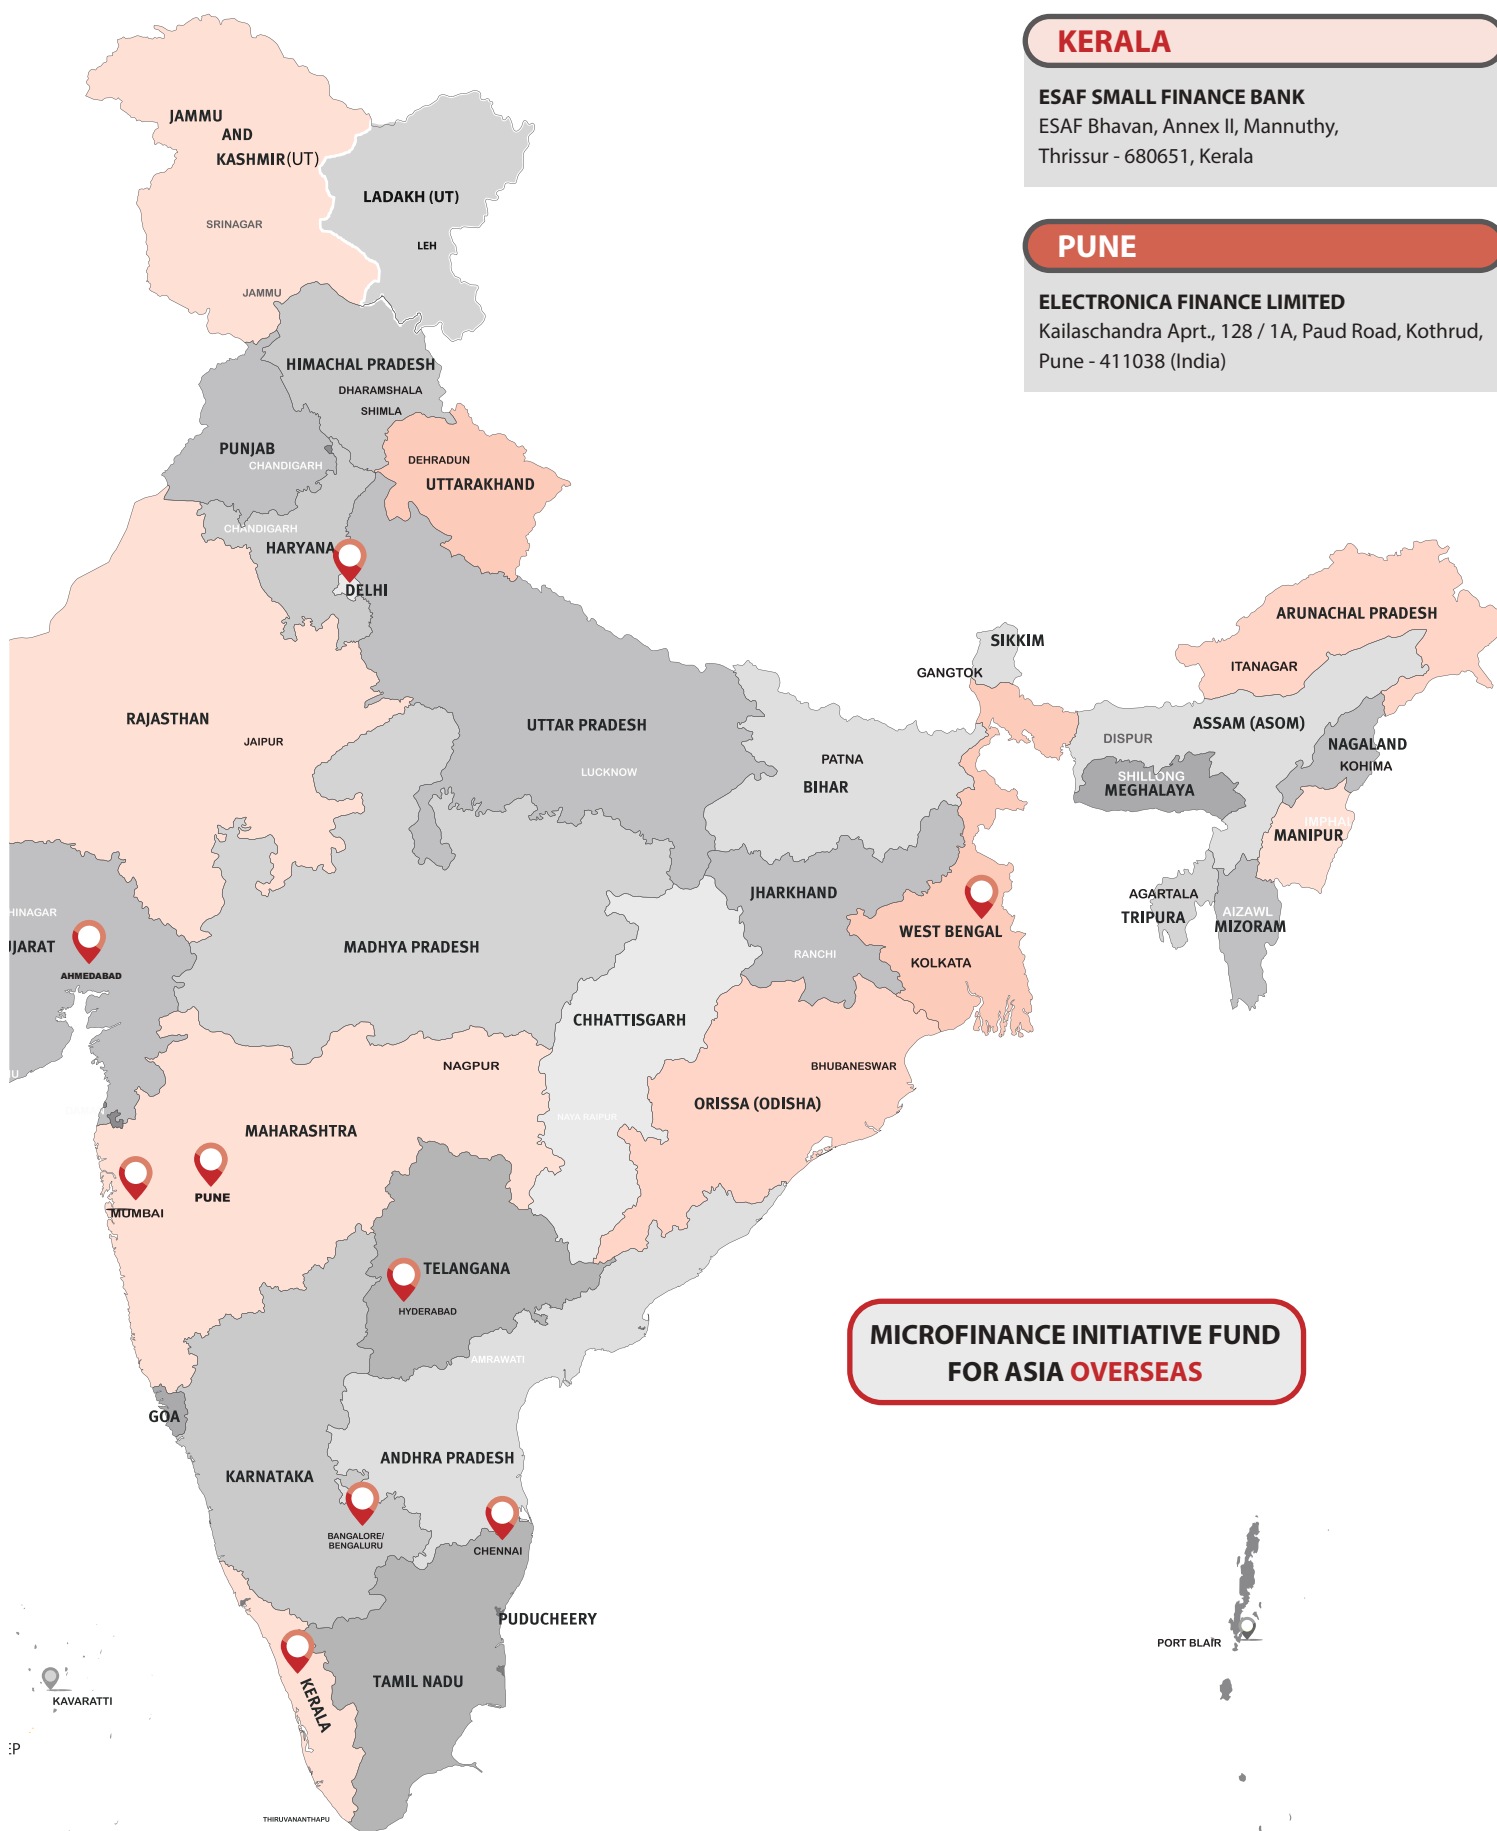 KERALA
ESAF SMALL FINANCE BANK
ESAF Bhavan, Annex II, Mannuthy,
Thrissur - 680651, Kerala
PUNE
ELECTRONICA FINANCE LIMITED
Kailaschandra Aprt., 128 / 1A, Paud Road, Kothrud,
Pune - 411038 (India)
JAMMU
AND
KASHMIR (UT)
SRINAGAR
JAMMU
LADAKH (UT)
LEH
HIMACHAL PRADESH
DHARAMSHALA
SHIMLA
PUNJAB
CHANDIGARH
DEHRADUN
UTTARAKHAND
CHANDIGARH
HARYANA
DELHI
ARUNACHAL PRADESH
ITANAGAR
SIKKIM
GANGTOK
RAJASTHAN
JAIPUR
UTTAR PRADESH
LUCKNOW
ASSAM (ASOM)
DISPUR
NAGALAND
KOHIMA
SHILLONG
MEGHALAYA
PATNA
BIHAR
IMPHAL
MANIPUR
JHARKHAND
RANCHI
AGARTALA
TRIPURA
AIZAWL
MIZORAM
HINAGAR
JARAT
AHMEDABAD
MADHYA PRADESH
WEST BENGAL
KOLKATA
CHHATTISGARH
NAYA RAIPUR
NAGPUR
BHUBANESWAR
ORISSA (ODISHA)
MAHARASHTRA
PUNE
MUMBAI
TELANGANA
HYDERABAD
AMRAWATI
MICROFINANCE INITIATIVE FUND
FOR ASIA OVERSEAS
GOA
KARNATAKA
ANDHRA PRADESH
BANGALORE/
BENGALURU
CHENNAI
PUDUCHEERY
TAMIL NADU
KERALA
PORT BLAIR
KAVARATTI
EP
THIRUVANANTHAPU